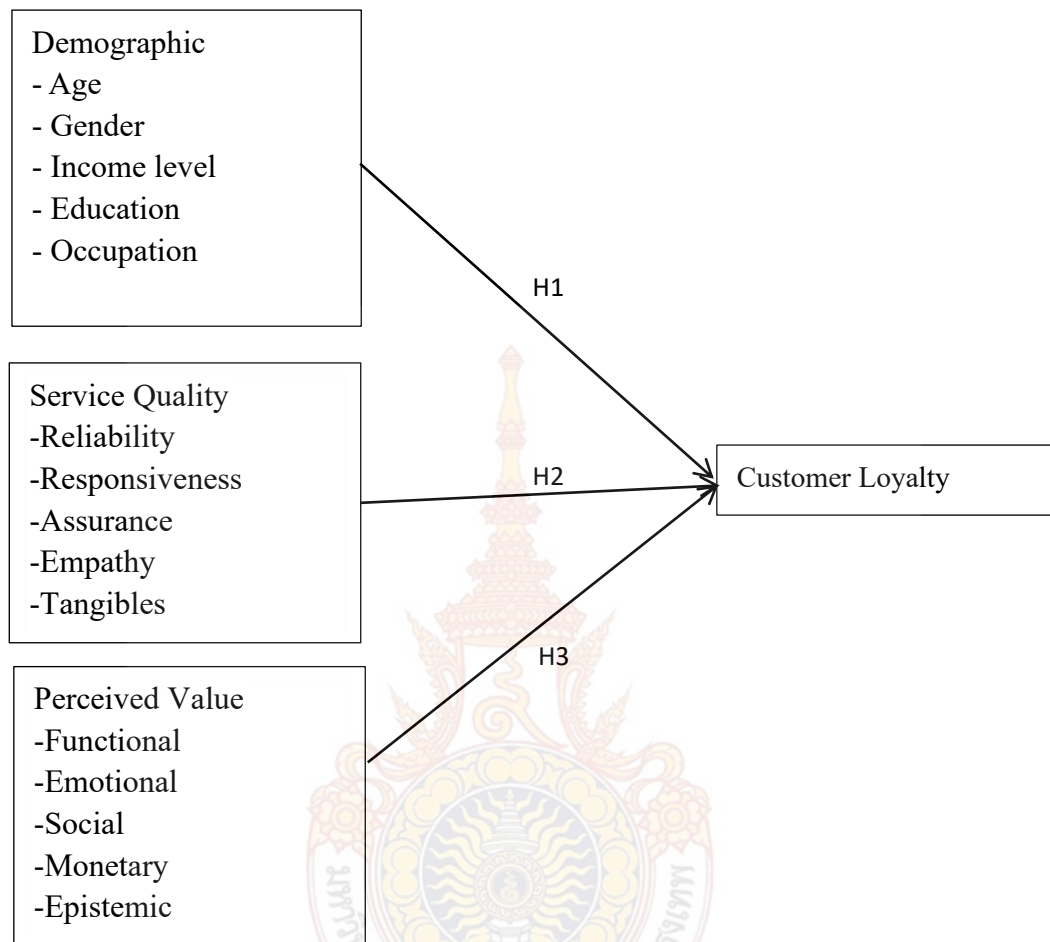 Demographic
- Age
- Gender
- Income level
- Education
- Occupation
H1
Service Quality
-Reliability
-Responsiveness
-Assurance
-Empathy
-Tangibles
H2
Customer Loyalty
H3
Perceived Value
-Functional
-Emotional
-Social
-Monetary
-Epistemic